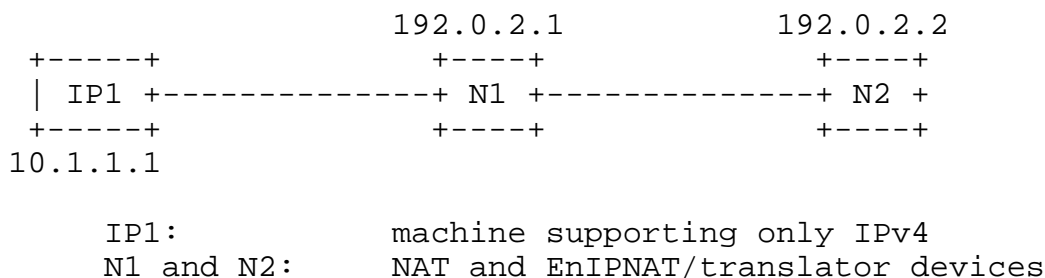 192.0.2.1           192.0.2.2
 +-----+              +----+              +----+
 | IP1 +--------------+ N1 +--------------+ N2 +
 +-----+              +----+              +----+
10.1.1.1

     IP1:           machine supporting only IPv4
     N1 and N2:     NAT and EnIPNAT/translator devices